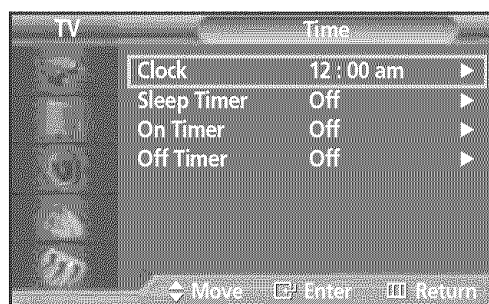 TV Time
Clock 12 : 00 am
Sleep Timer Off
On Timer Off
Off Timer Off
Move Enter Return